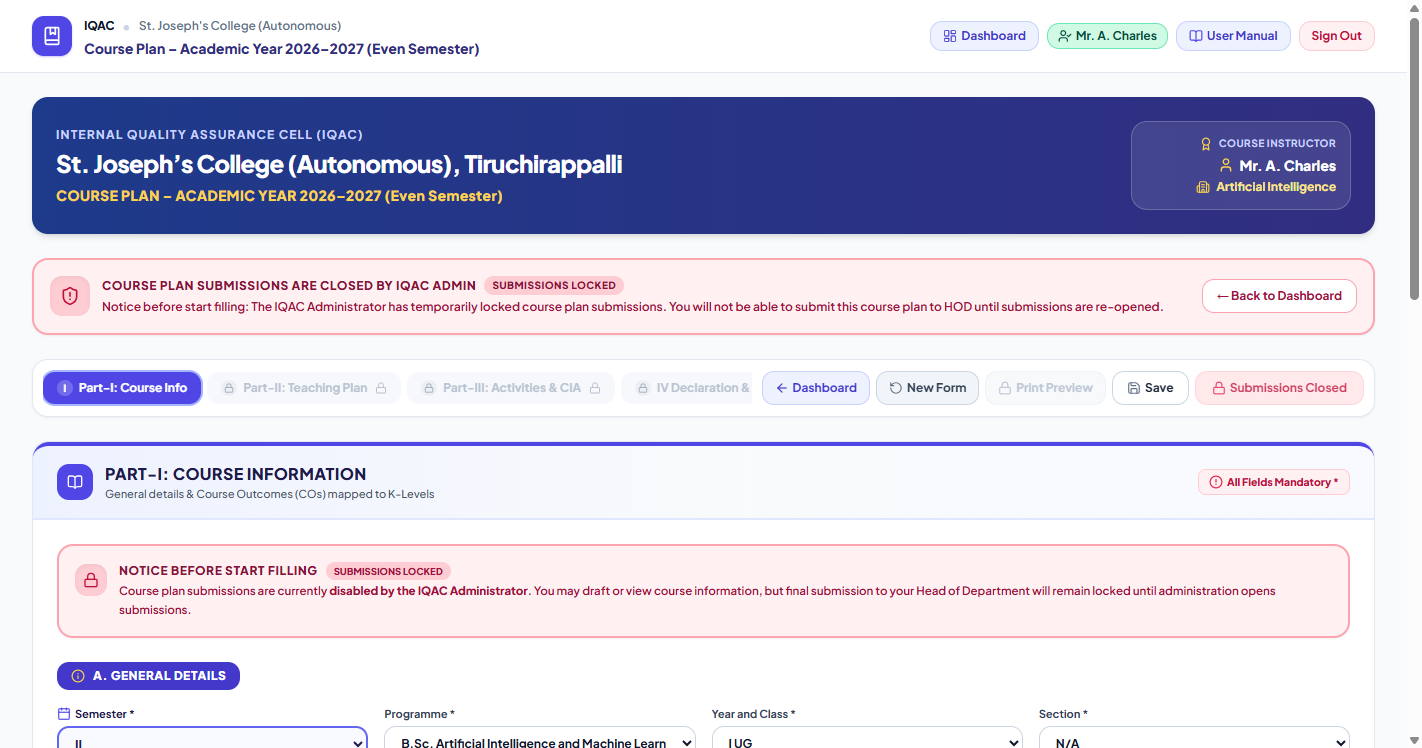 IQAC • St. Joseph's College (Autonomous)
Course Plan – Academic Year 2026–2027 (Even Semester)
Dashboard
Mr. A. Charles
User Manual
Sign Out
INTERNAL QUALITY ASSURANCE CELL (IQAC)
St. Joseph’s College (Autonomous), Tiruchirappalli
COURSE PLAN – ACADEMIC YEAR 2026–2027 (Even Semester)
COURSE INSTRUCTOR
Mr. A. Charles
Artificial Intelligence
COURSE PLAN SUBMISSIONS ARE CLOSED BY IQAC ADMIN SUBMISSIONS LOCKED
Notice before start filling: The IQAC Administrator has temporarily locked course plan submissions. You will not be able to submit this course plan to HOD until submissions are re-opened.
← Back to Dashboard
I Part-I: Course Info
Part-II: Teaching Plan
Part-III: Activities & CIA
IV Declaration &
← Dashboard
New Form
Print Preview
Save
Submissions Closed
PART-I: COURSE INFORMATION
General details & Course Outcomes (COs) mapped to K-Levels
All Fields Mandatory *
NOTICE BEFORE START FILLING SUBMISSIONS LOCKED
Course plan submissions are currently disabled by the IQAC Administrator. You may draft or view course information, but final submission to your Head of Department will remain locked until administration opens
submissions.
A. GENERAL DETAILS
Semester *
Programme *
Year and Class *
Section *
II
B.Sc. Artificial Intelligence and Machine Learn
I UG
N/A